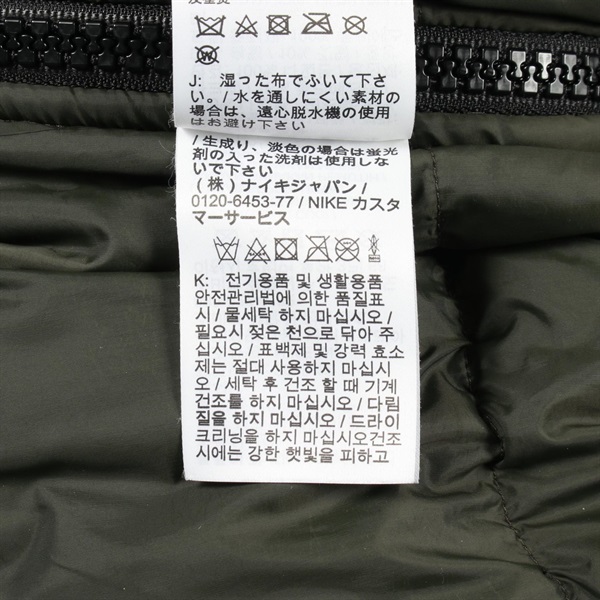 J: 湿った布でふいて下さ
い。/ 水を通しにくい素材の
場合は、遠心脱水機の使用
はお避け下さい
/ 生成り、淡色の場合は蛍光
剤の入った洗剤は使用しな
いで下さい
(株) ナイキジャパン /
0120-6453-77 / NIKE カスタ
マーサービス
K: 전기용품 및 생활용품
안전관리법에 의한 품질표
시 / 물세탁 하지 마십시오 /
필요시 젖은 천으로 닦아 주
십시오 / 표백제 및 강력 효소
제는 절대 사용하지 마십시
오 / 세탁 후 건조 할 때 기계
건조를 하지 마십시오 / 다림
질을 하지 마십시오 / 드라이
크리닝을 하지 마십시오 건조
시에는 강한 햇빛을 피하고